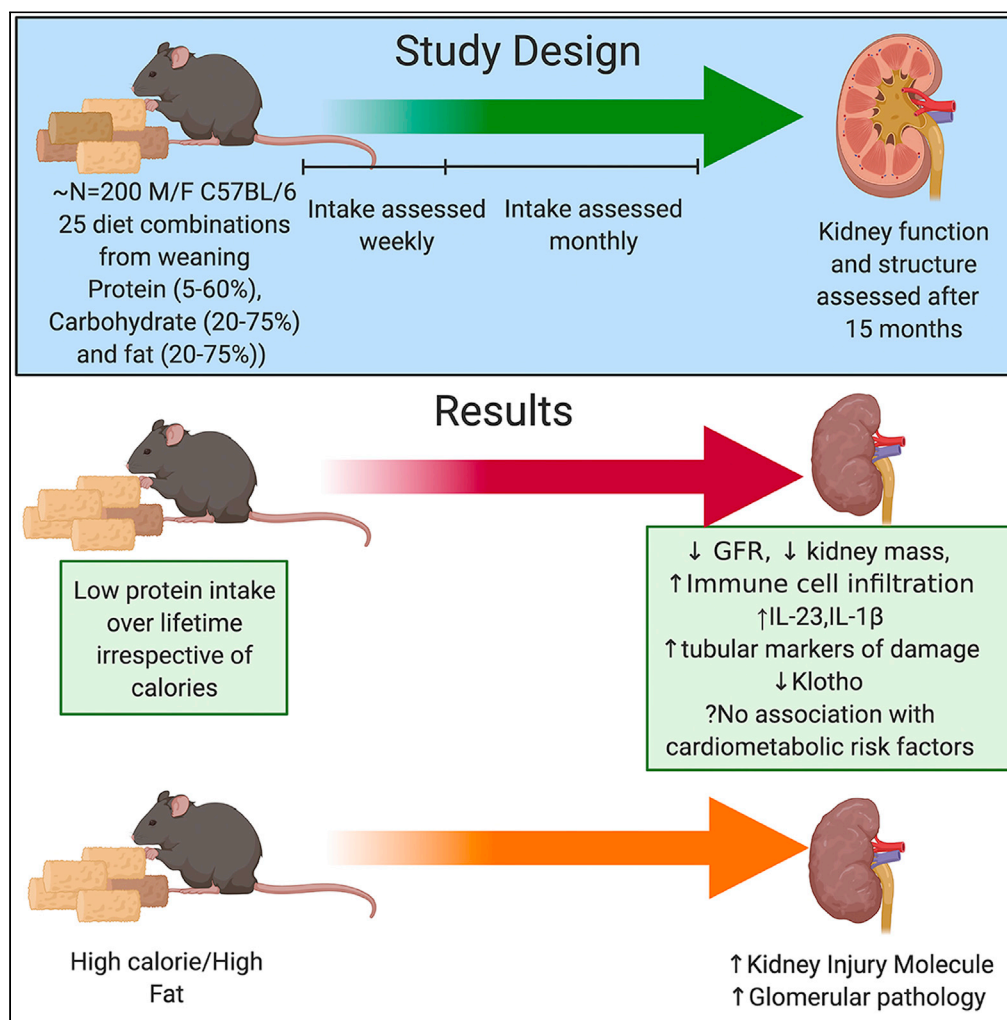 Study Design
~N=200 M/F C57BL/6
25 diet combinations
from weaning
Protein (5-60%),
Carbohydrate (20-75%)
and fat (20-75%))
Intake assessed
weekly
Intake assessed
monthly
Kidney function
and structure
assessed after
15 months
Results
Low protein intake
over lifetime
irrespective of
calories
↓ GFR, ↓ kidney mass,
↑Immune cell infiltration
↑IL-23,IL-1β
↑tubular markers of damage
↓Klotho
?No association with
cardiometabolic risk factors
High calorie/High
Fat
↑Kidney Injury Molecule
↑Glomerular pathology